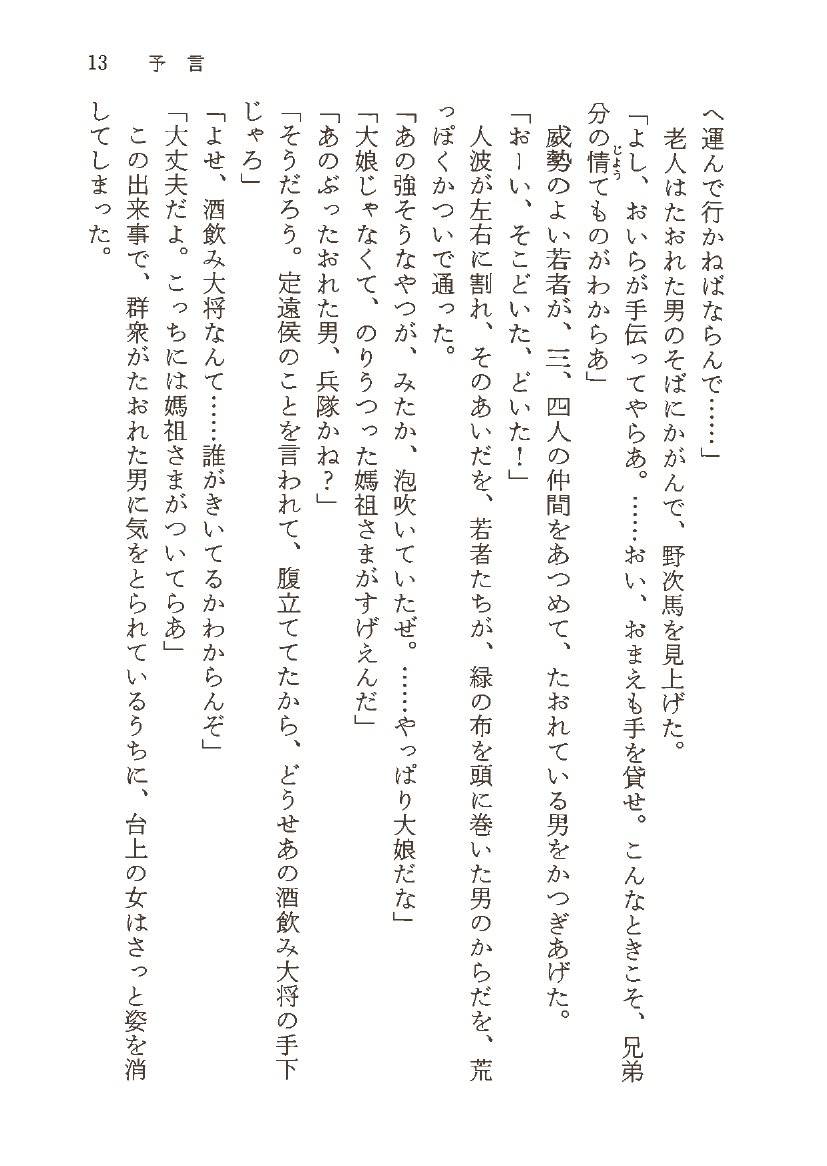 13　予　言
へ運んで行かねばならんで……」
　老人はたおれた男のそばにかがんで、野次馬を見上げた。
「よし、おいらが手伝ってやらあ。……おい、おまえも手を貸せ。こんなときこそ、兄弟
分の情てものがわからあ」
じょう
　威勢のよい若者が、三、四人の仲間をあつめて、たおれている男をかつぎあげた。
「おーい、そこどいた、どいた！」
　人波が左右に割れ、そのあいだを、若者たちが、緑の布を頭に巻いた男のからだを、荒
っぽくかついで通った。
「あの強そうなやつが、みたか、泡吹いていたぜ。……やっぱり大娘だな」
「大娘じゃなくて、のりうつった媽祖さまがすげえんだ」
「あのぶったおれた男、兵隊かね？」
「そうだろう。定遠侯のことを言われて、腹立ててたから、どうせあの酒飲み大将の手下
じゃろ」
「よせ、酒飲み大将なんて……誰がきいてるかわからんぞ」
「大丈夫だよ。こっちには媽祖さまがついてらあ」
　この出来事で、群衆がたおれた男に気をとられているうちに、台上の女はさっと姿を消
してしまった。